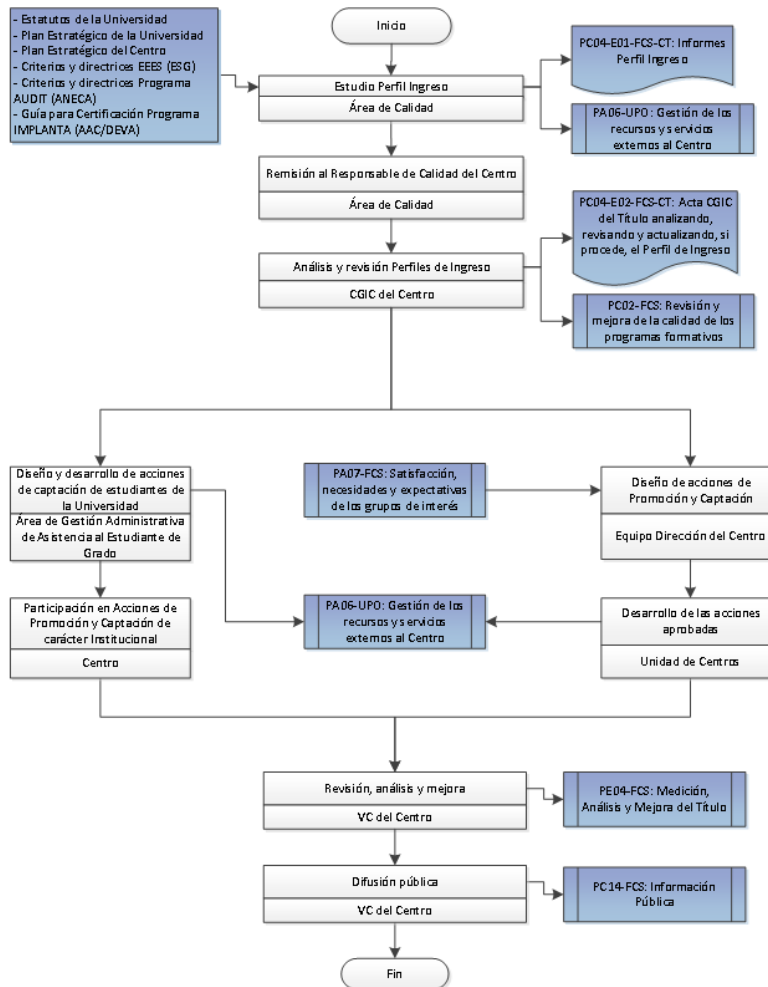 - Estatutos de la Universidad
- Plan Estratégico de la Universidad
- Plan Estratégico del Centro
- Criterios y directrices EEES (ESG)
- Criterios y directrices Programa
AUDIT (ANECA)
- Guía para Certificación Programa
IMPLANTA (AAC/DEVA)
Inicio
PC04-E01-FCS-CT: Informes
Perfil Ingreso
Estudio Perfil Ingreso
Área de Calidad
PA06-UPO: Gestión de los
recursos y servicios
externos al Centro
Remisión al Responsable de Calidad del Centro
Área de Calidad
PC04-E02-FCS-CT: Acta CGIC
del Título analizando,
revisando y actualizando, si
procede, el Perfil de Ingreso
Análisis y revisión Perfiles de Ingreso
CGIC del Centro
PC02-FCS: Revisión y
mejora de la calidad de los
programas formativos
Diseño y desarrollo de acciones
de captación de estudiantes de
la Universidad
Área de Gestión Administrativa
de Asistencia al Estudiante de
Grado
PA07-FCS: Satisfacción,
necesidades y expectativas
de los grupos de interés
Diseño de acciones de
Promoción y Captación
Equipo Dirección del Centro
Participación en Acciones de
Promoción y Captación de
carácter Institucional
Centro
PA06-UPO: Gestión de los
recursos y servicios
externos al Centro
Desarrollo de las acciones
aprobadas
Unidad de Centros
Revisión, análisis y mejora
VC del Centro
PE04-FCS: Medición,
Análisis y Mejora del Título
Difusión pública
VC del Centro
PC14-FCS: Información
Pública
Fin